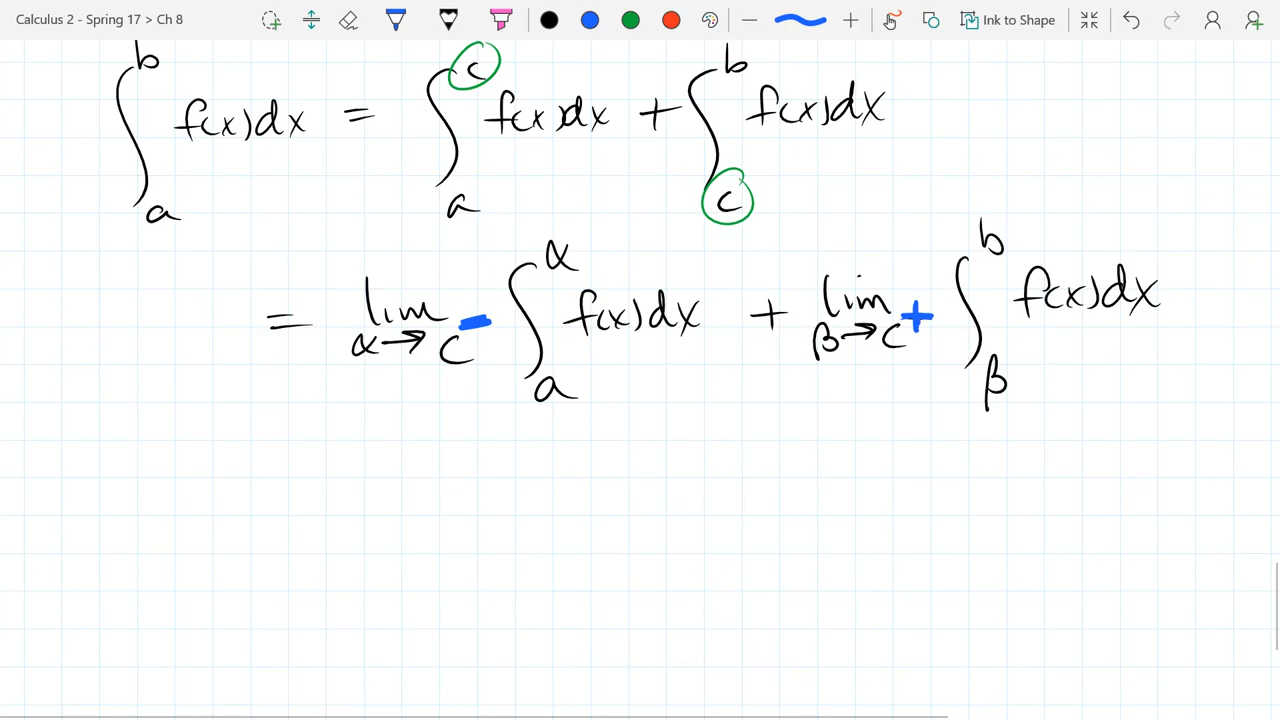 Calculus 2 - Spring 17 > Ch 8 Ink to Shape
∫_a^b f(x)dx = ∫_a^c f(x)dx + ∫_c^b f(x)dx
= lim_{α→c⁻} ∫_a^α f(x)dx + lim_{β→c⁺} ∫_β^b f(x)dx